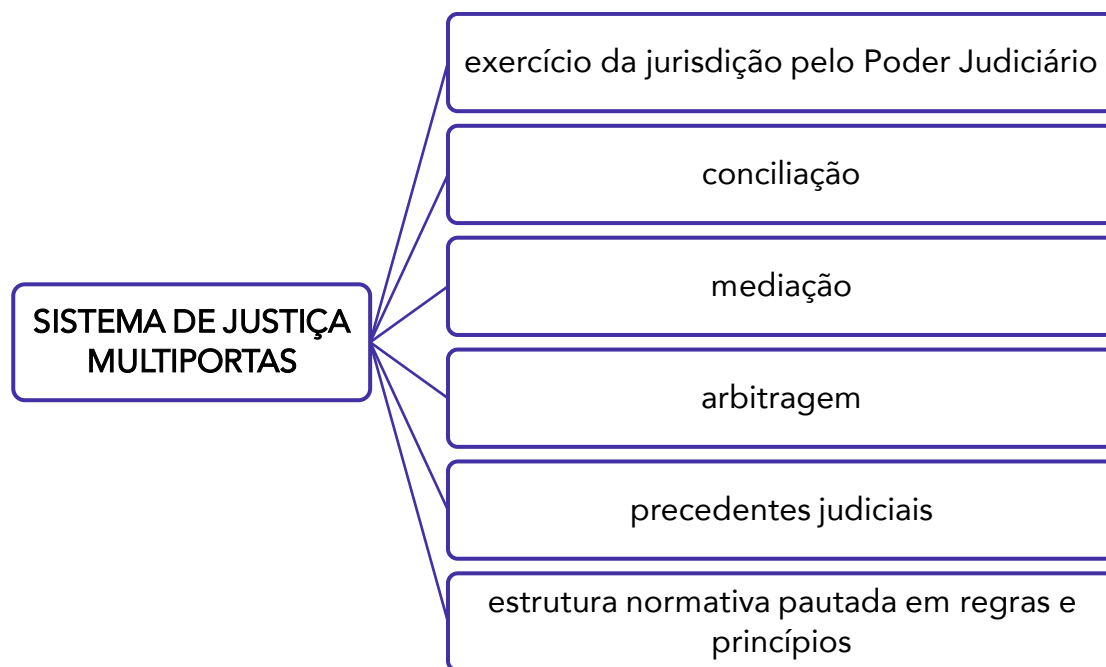 exercício da jurisdição pelo Poder Judiciário
conciliação
mediação
SISTEMA DE JUSTIÇA
MULTIPORTAS
arbitragem
precedentes judiciais
estrutura normativa pautada em regras e
princípios